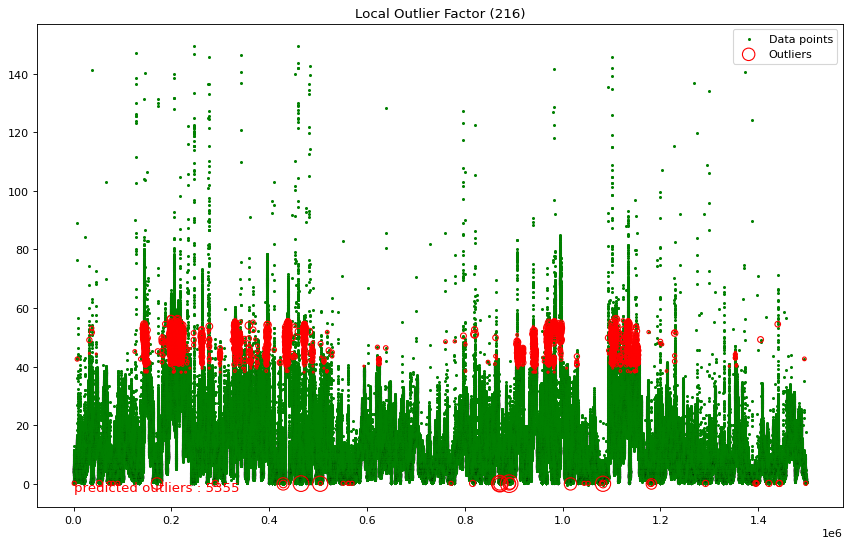 Local Outlier Factor (216)
Data points
Outliers
140
120
100
80
60
40
20
0
predicted outliers : 5355
0.0 0.2 0.4 0.6 0.8 1.0 1.2 1.4
1e6